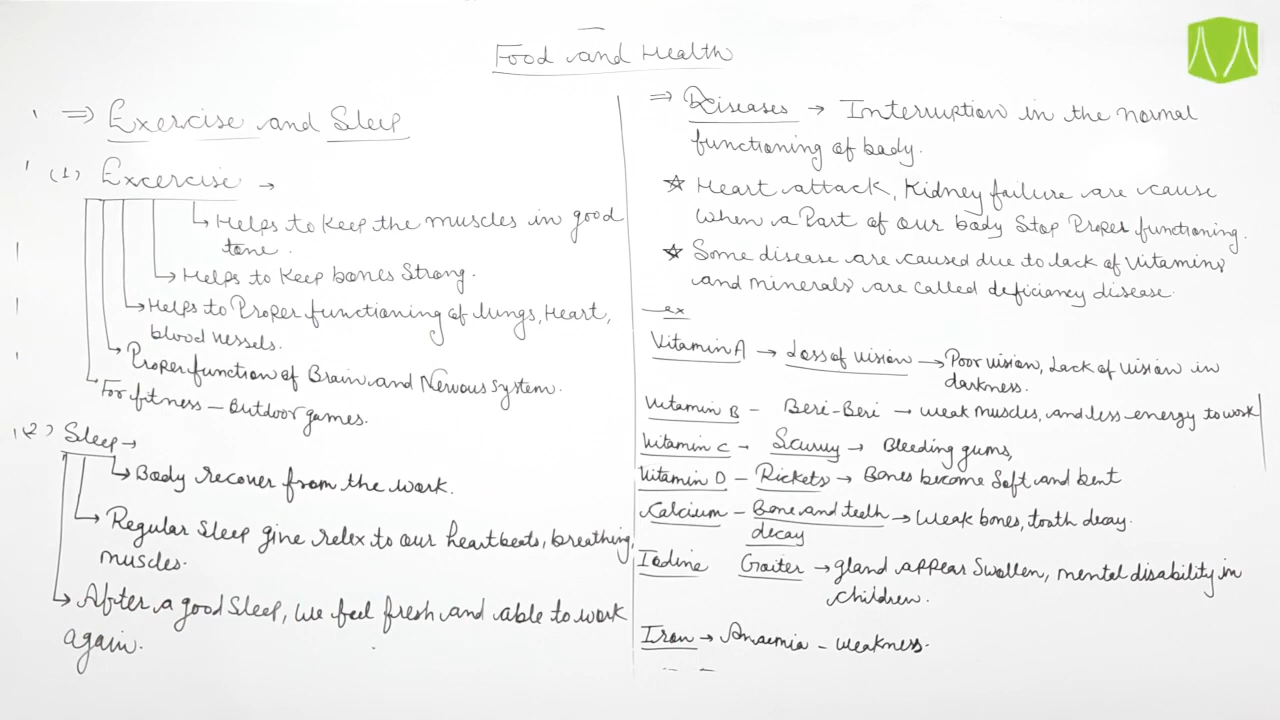 Food and Health
⇒ Exercise and Sleep
(1) Excercise →
Helps to Keep the muscles in good
tone.
Helps to Keep bones Strong.
Helps to Proper functioning of lungs, Heart,
blood vessels.
Proper function of Brain and Nervous System.
For fitness – Outdoor games.
(2) Sleep →
Body recover from the work.
Regular Sleep give relex to our heartbeats, breathing,
muscles.
After a good Sleep, we feel fresh and able to work
again.
⇒ Diseases → Interruption in the normal
functioning of body.
☆ Heart attack, Kidney failure are cause
when a Part of our body Stop Proper functioning.
☆ Some disease are caused due to lack of Vitamins
and minerals are called deficiancy disease.
ex
Vitamin A → Loss of vision → Poor vision, Lack of vision in
darkness.
Vitamin B – Beri-Beri → weak muscles, and less energy to work
Vitamin C – Scurvy → Bleeding gums,
Vitamin D – Rickets → Bones become Soft and bent
Calcium – Bone and teeth → Weak bones, tooth decay.
decay
Iodine Goiter → gland appear Swollen, mental disability in
children.
Iron → Anaemia – weakness.